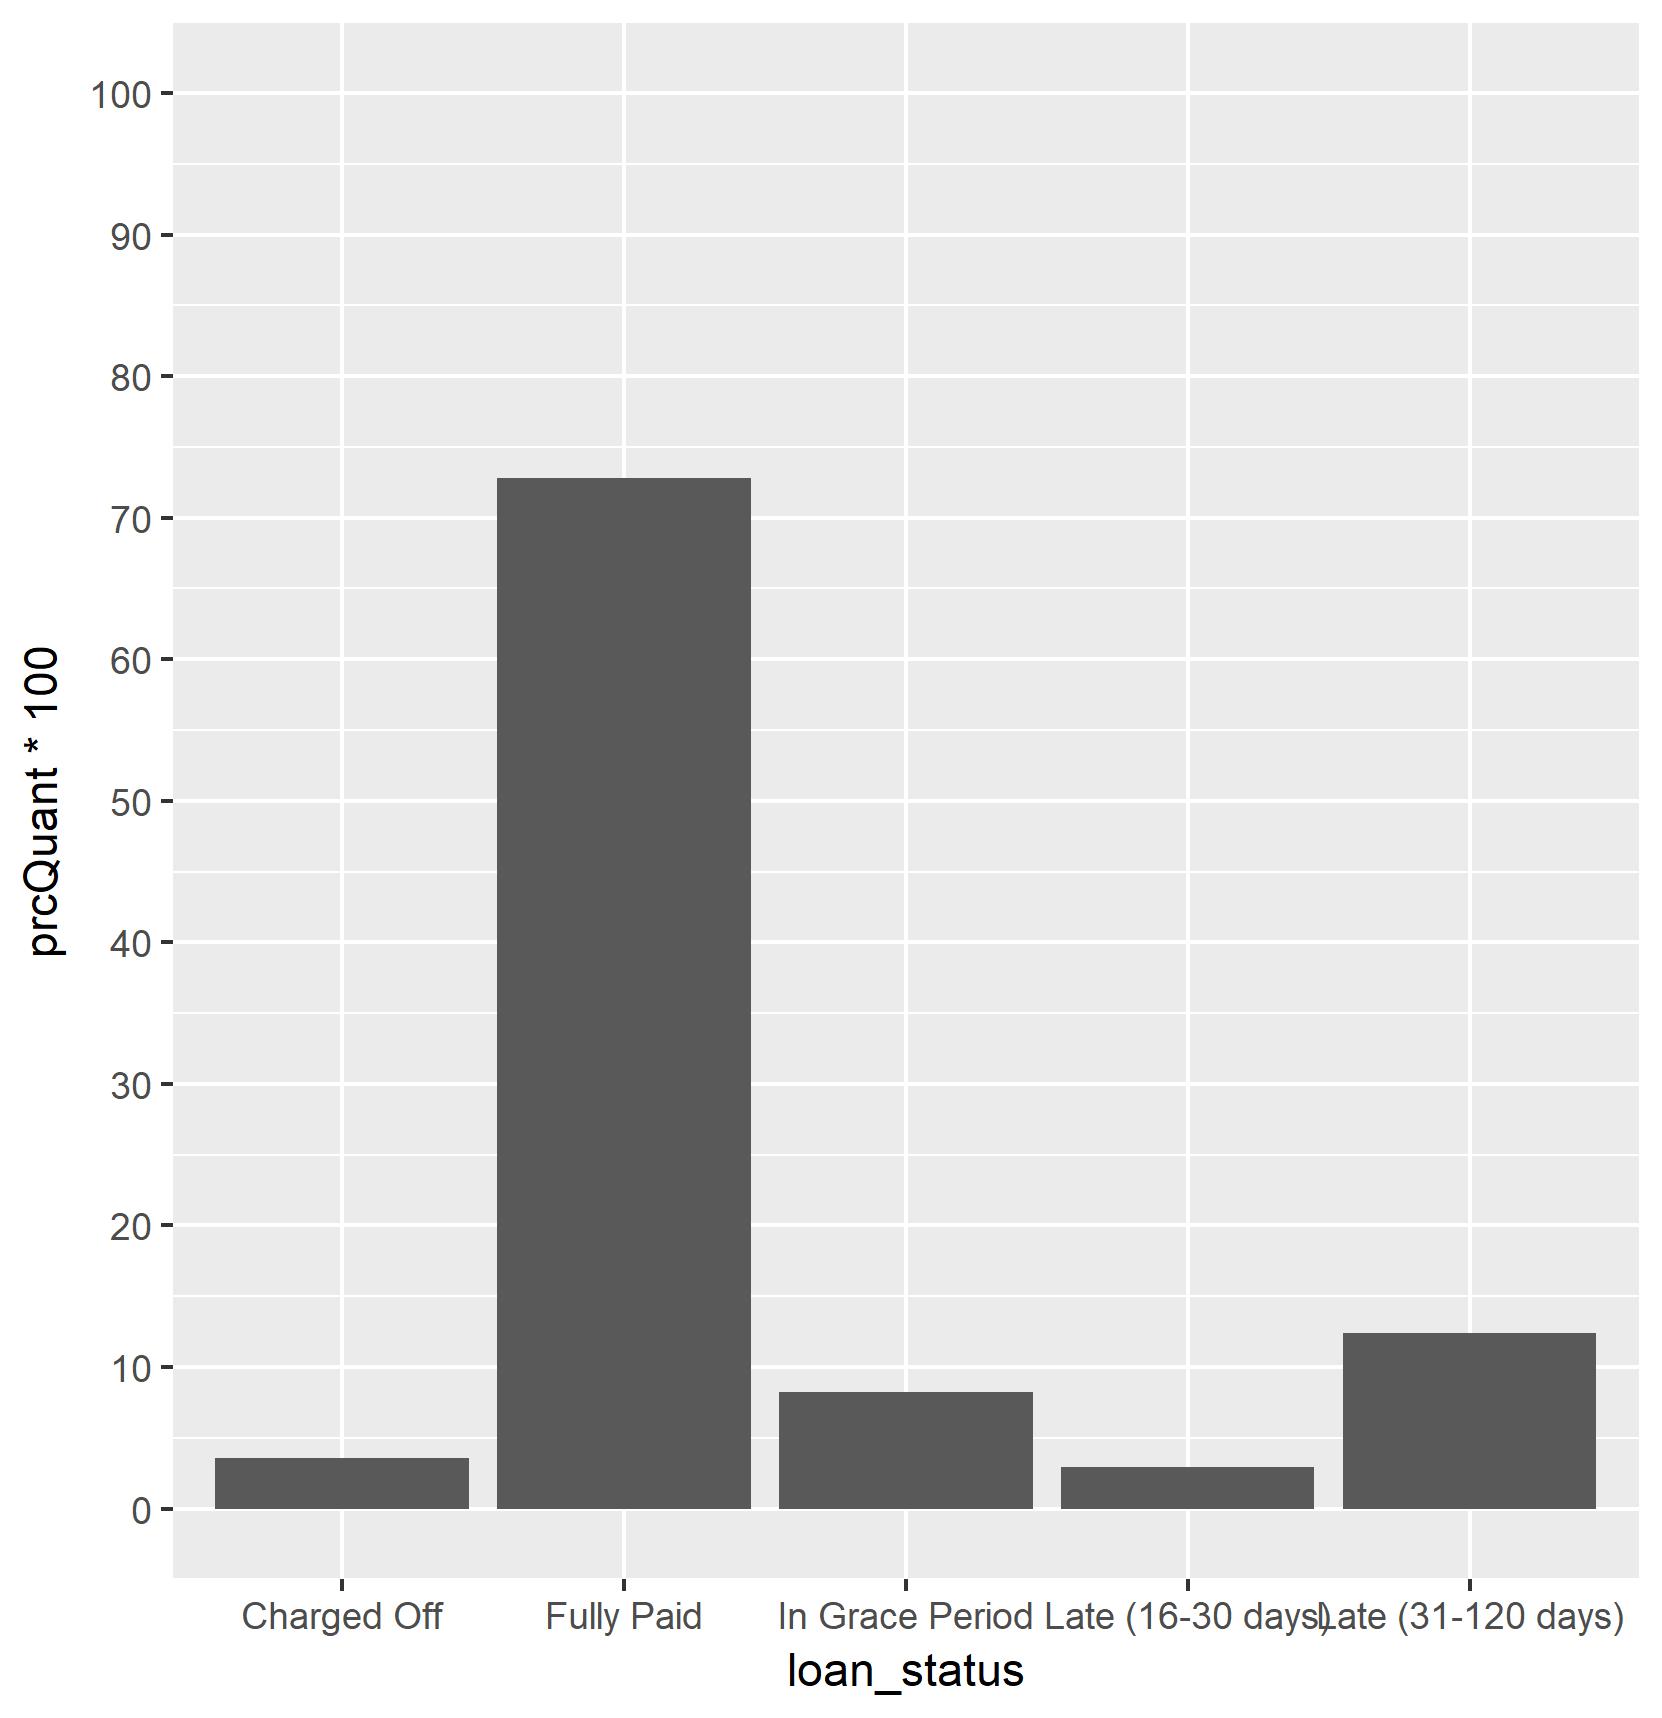 100
90
80
70
60
50
40
30
20
10
0
prcQuant * 100
Charged Off
Fully Paid
In Grace Period
Late (16-30 days)
Late (31-120 days)
loan_status